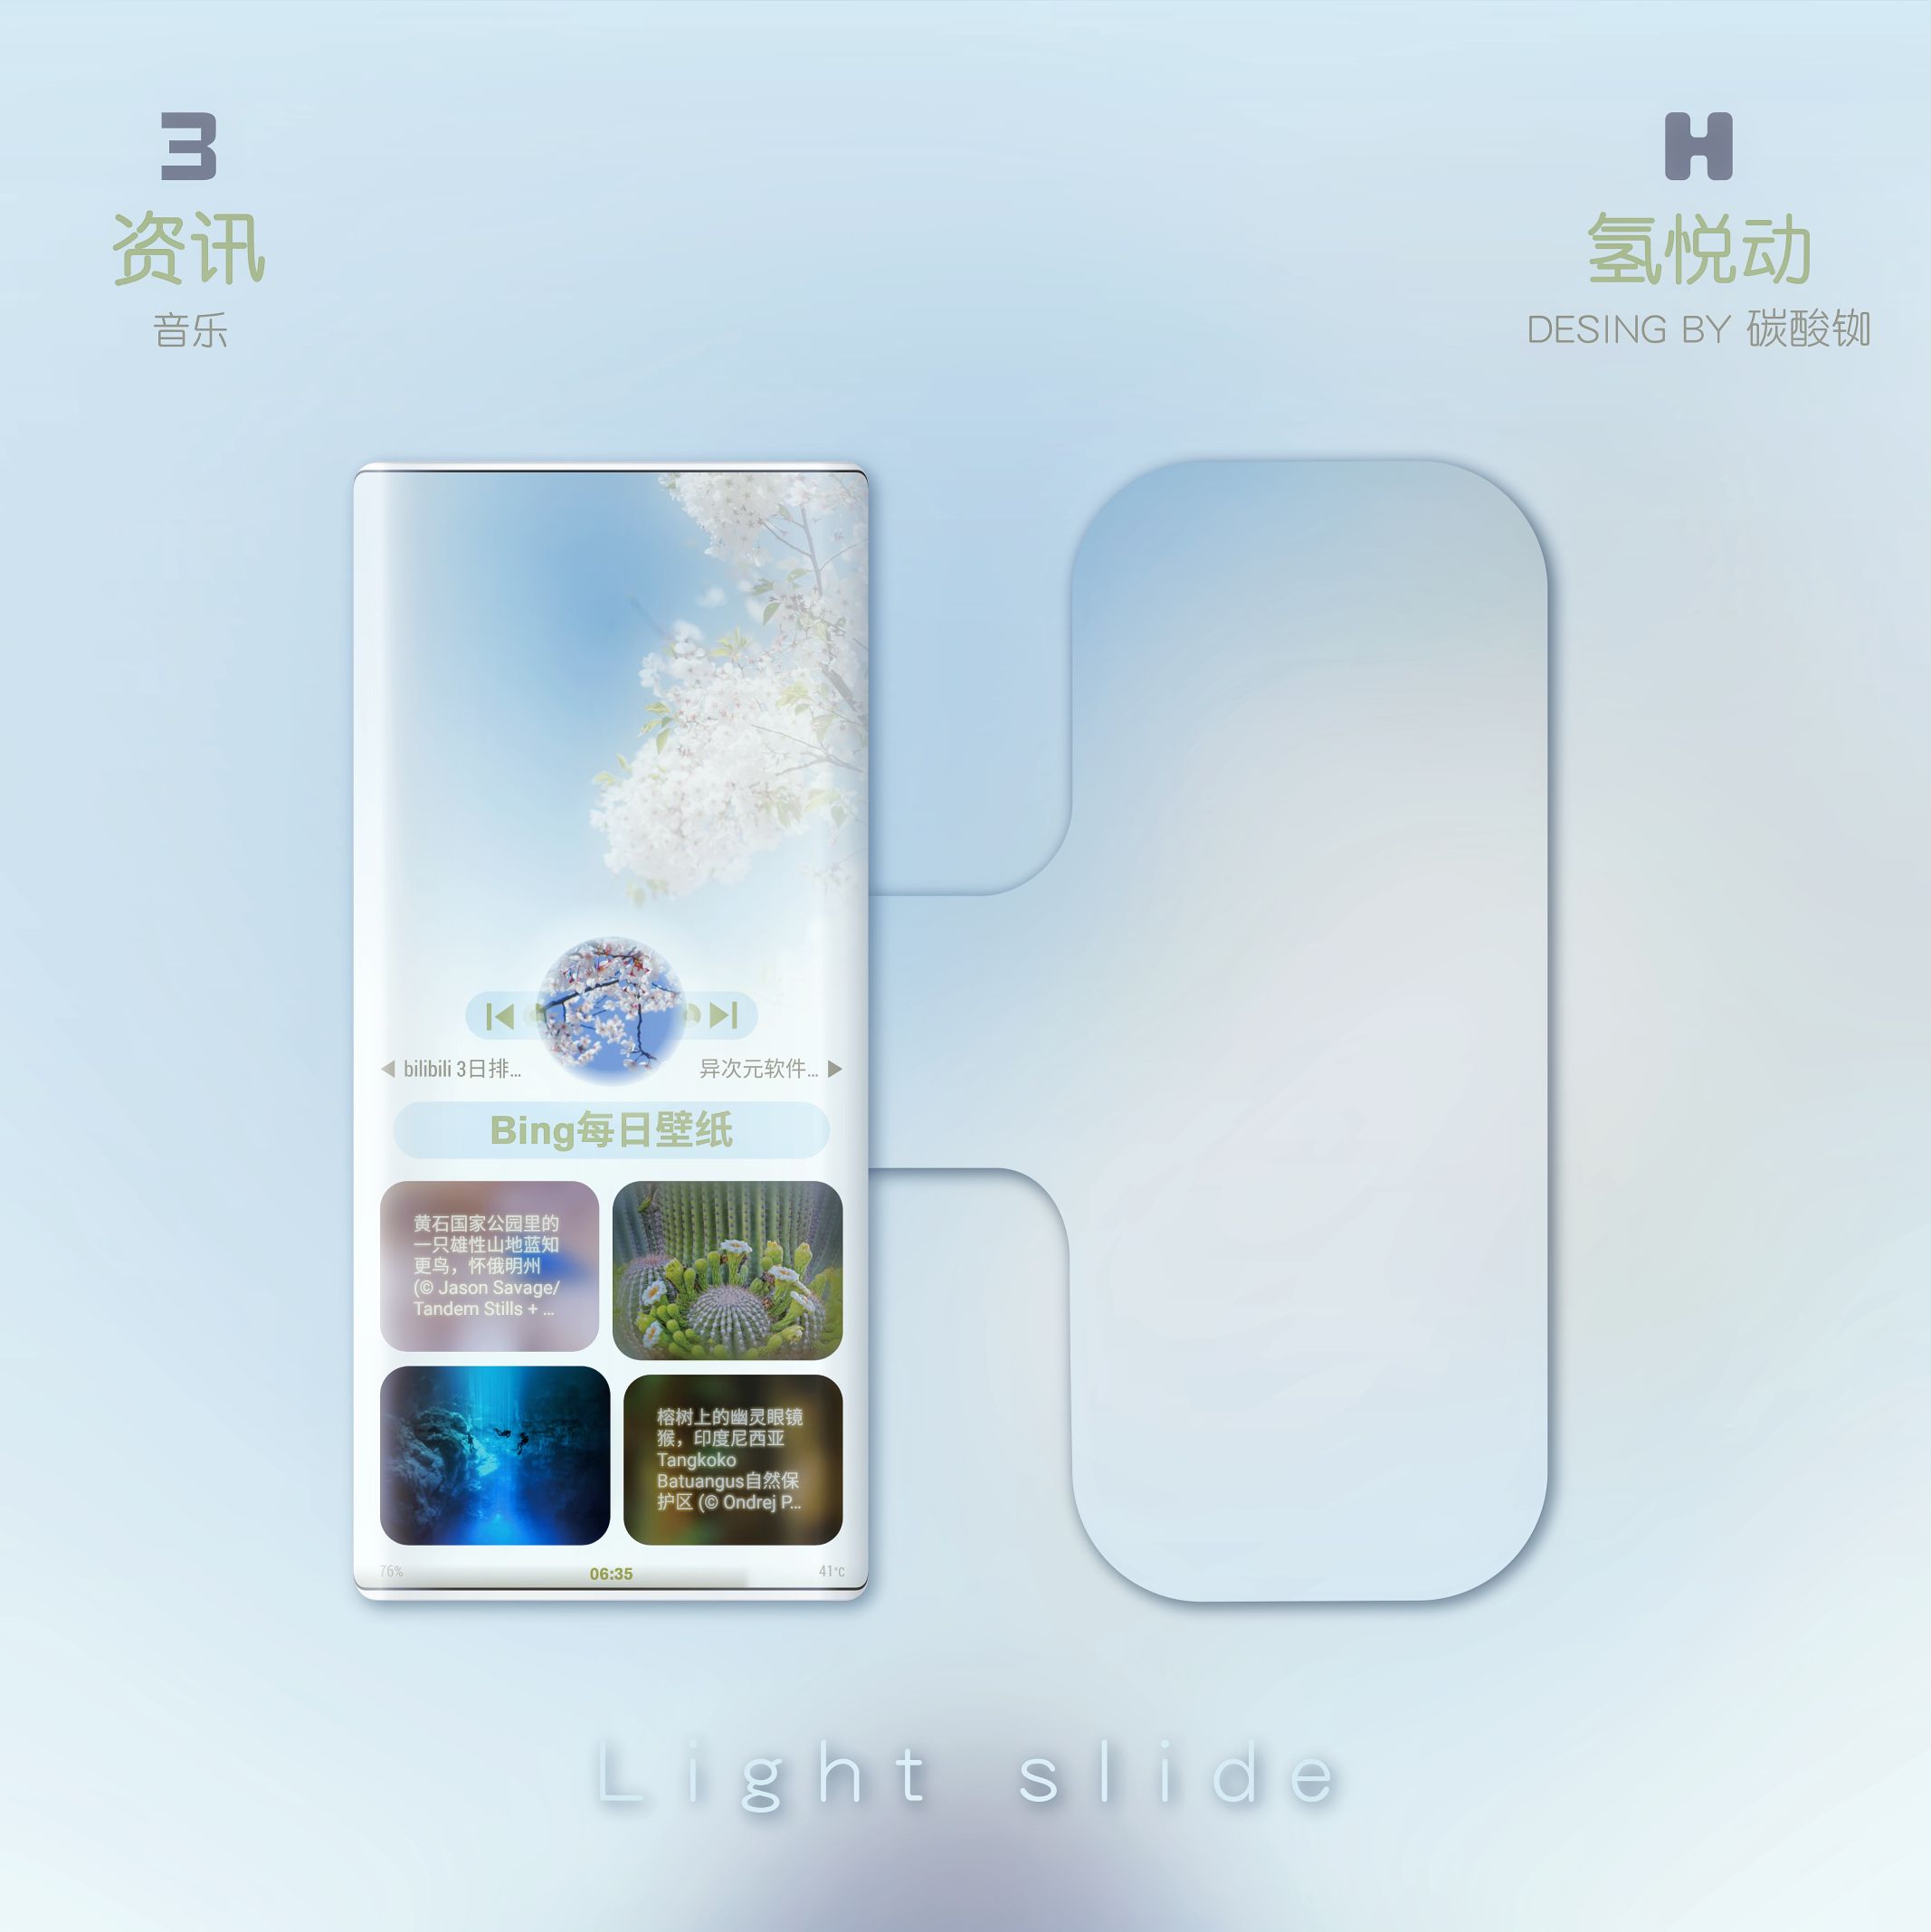 3
资讯
音乐
H
氢悦动
DESING BY 碳酸铷
bilibili 3日排...
异次元软件...
Bing每日壁纸
黄石国家公园里的
一只雄性山地蓝知
更鸟，怀俄明州
(© Jason Savage/
Tandem Stills + ...
榕树上的幽灵眼镜
猴，印度尼西亚
Tangkoko
Batuangus自然保
护区 (© Ondrej P...
76%
06:35
41°C
Light slide